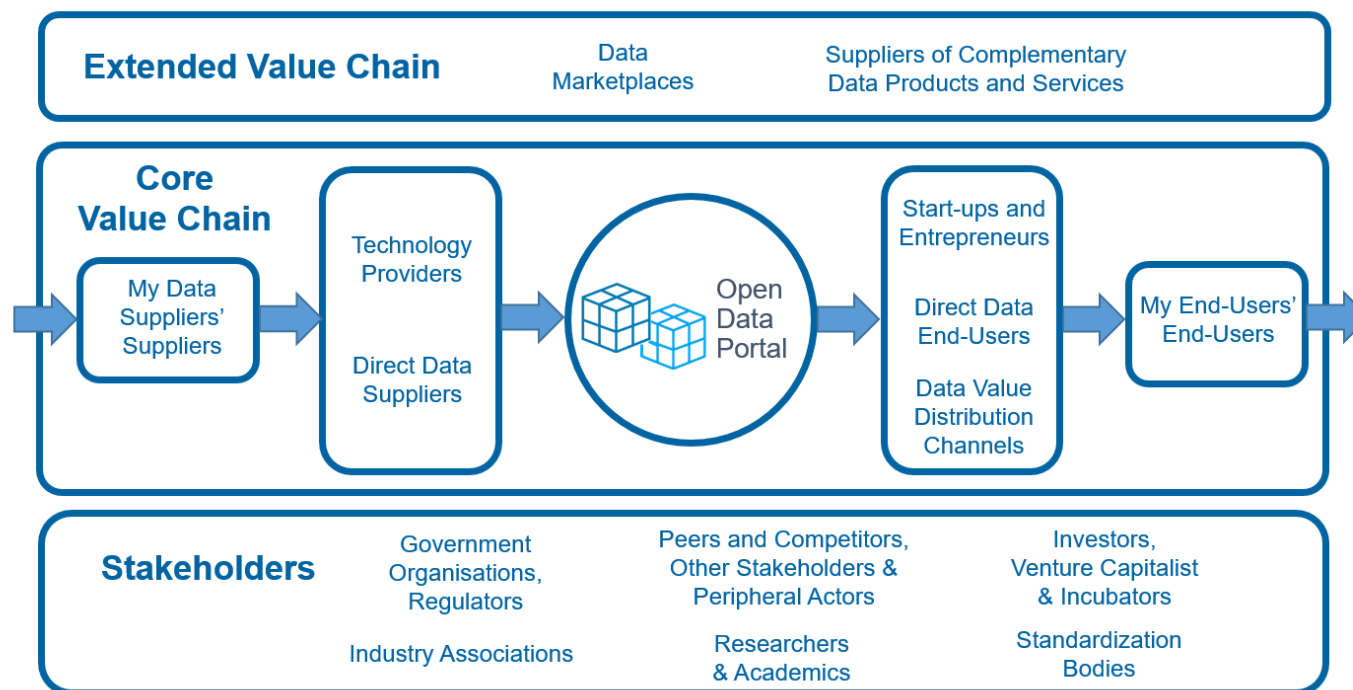 Extended Value Chain
Data
Marketplaces
Suppliers of Complementary
Data Products and Services
Core
Value Chain
My Data
Suppliers’
Suppliers
Technology
Providers
Direct Data
Suppliers
Open
Data
Portal
Start-ups and
Entrepreneurs
Direct Data
End-Users
Data Value
Distribution
Channels
My End-Users’
End-Users
Stakeholders
Government
Organisations,
Regulators
Peers and Competitors,
Other Stakeholders &
Peripheral Actors
Investors,
Venture Capitalist
& Incubators
Industry Associations
Researchers
& Academics
Standardization
Bodies